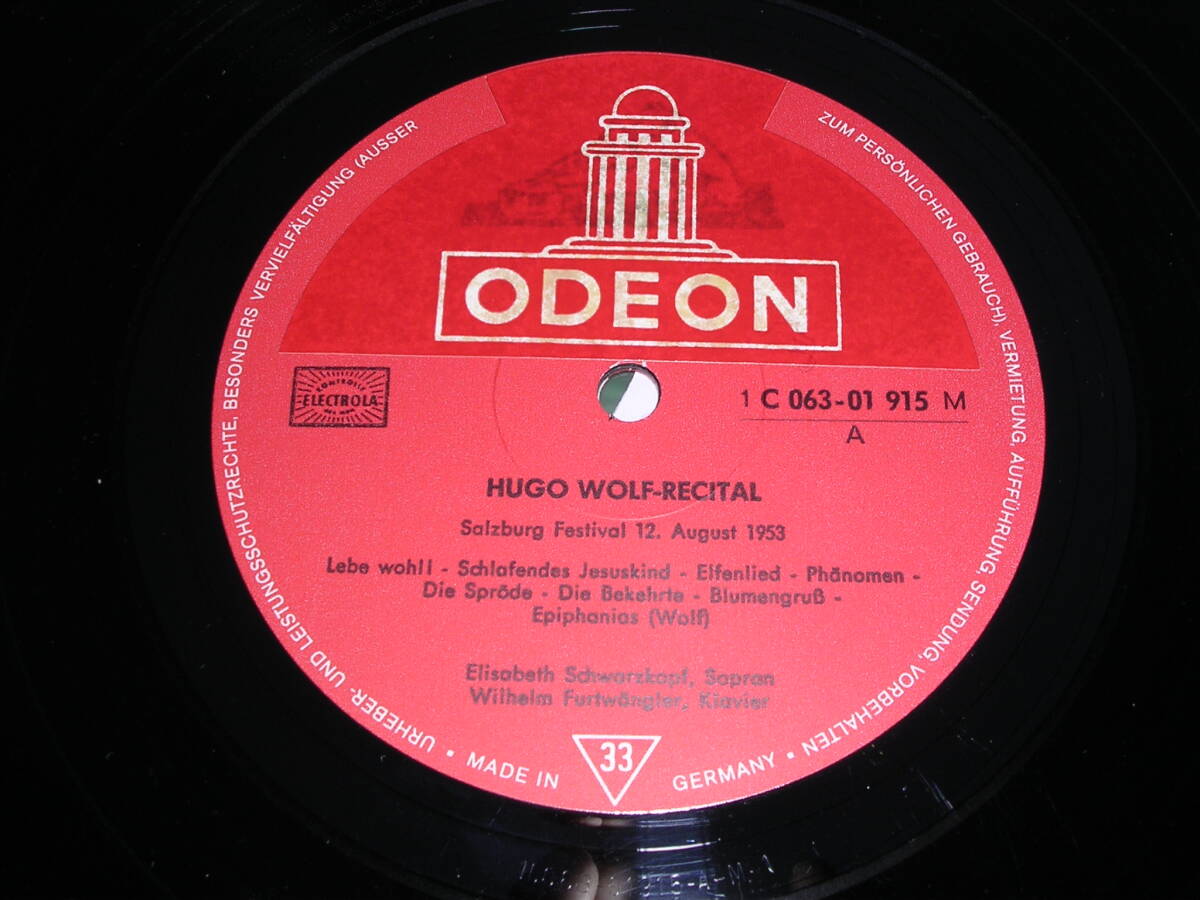 ODEON
KONTROLLE
ELECTROLA
1 C 063-01 915 M
A
HUGO WOLF-RECITAL
Salzburg Festival 12. August 1953
Lebe wohl! - Schlafendes Jesuskind - Elfenlied - Phänomen -
Die Spröde - Die Bekehrte - Blumengruß -
Epiphanias (Wolf)
Elisabeth Schwarzkopf, Sopran
Wilhelm Furtwängler, Klavier
URHEBER- UND LEISTUNGSSCHUTZRECHTE, BESONDERS VERVIELFÄLTIGUNG (AUSSER
ZUM PERSÖNLICHEN GEBRAUCH), VERMIETUNG, AUFFÜHRUNG, SENDUNG, VORBEHALTEN
MADE IN 33 GERMANY